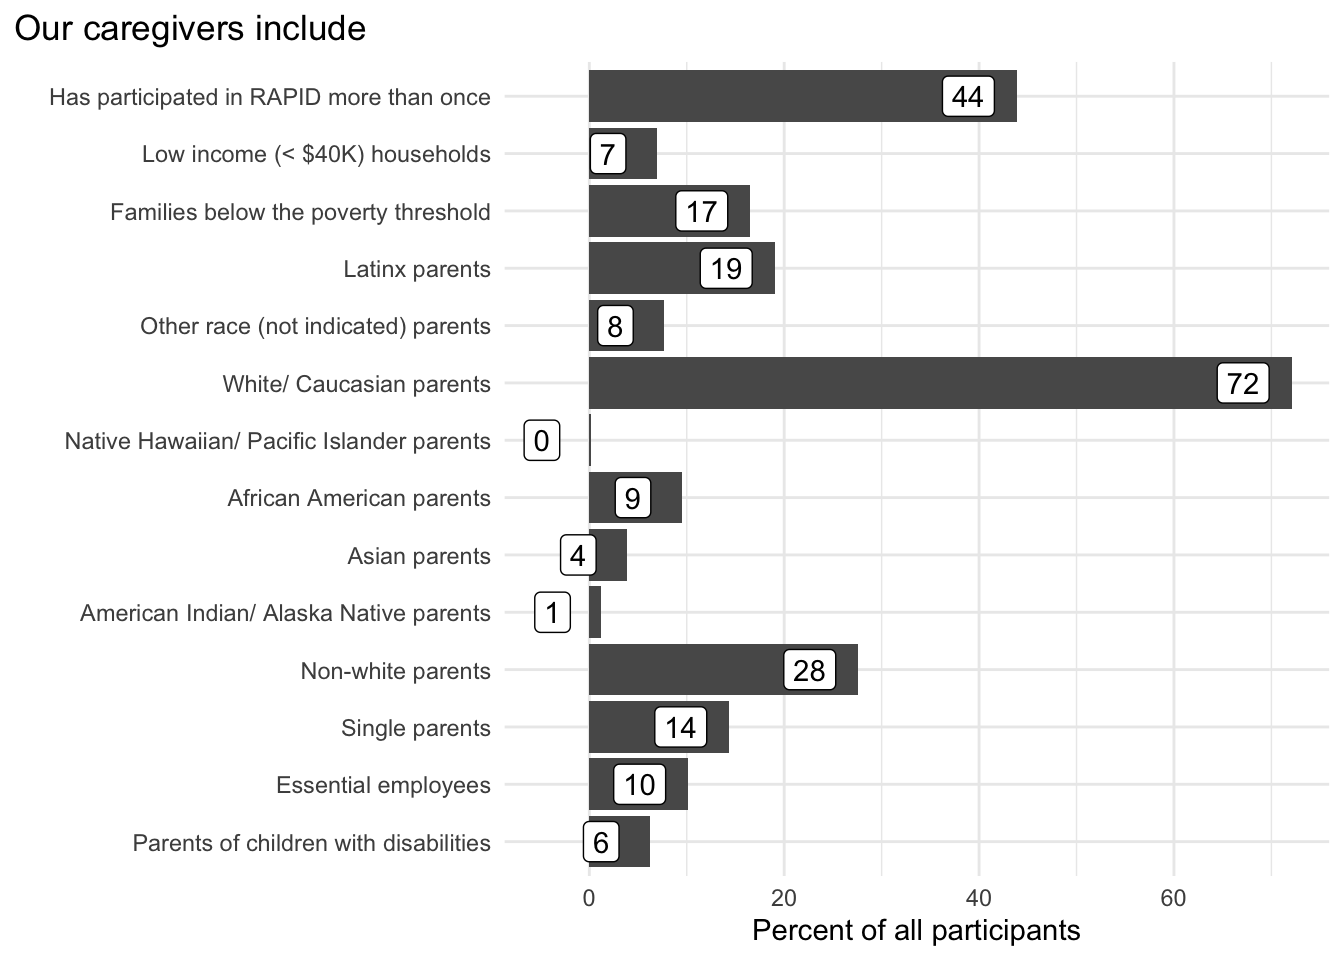 Our caregivers include
Has participated in RAPID more than once 44
Low income (< $40K) households 7
Families below the poverty threshold 17
Latinx parents 19
Other race (not indicated) parents 8
White/ Caucasian parents 72
Native Hawaiian/ Pacific Islander parents 0
African American parents 9
Asian parents 4
American Indian/ Alaska Native parents 1
Non-white parents 28
Single parents 14
Essential employees 10
Parents of children with disabilities 6
0 20 40 60
Percent of all participants